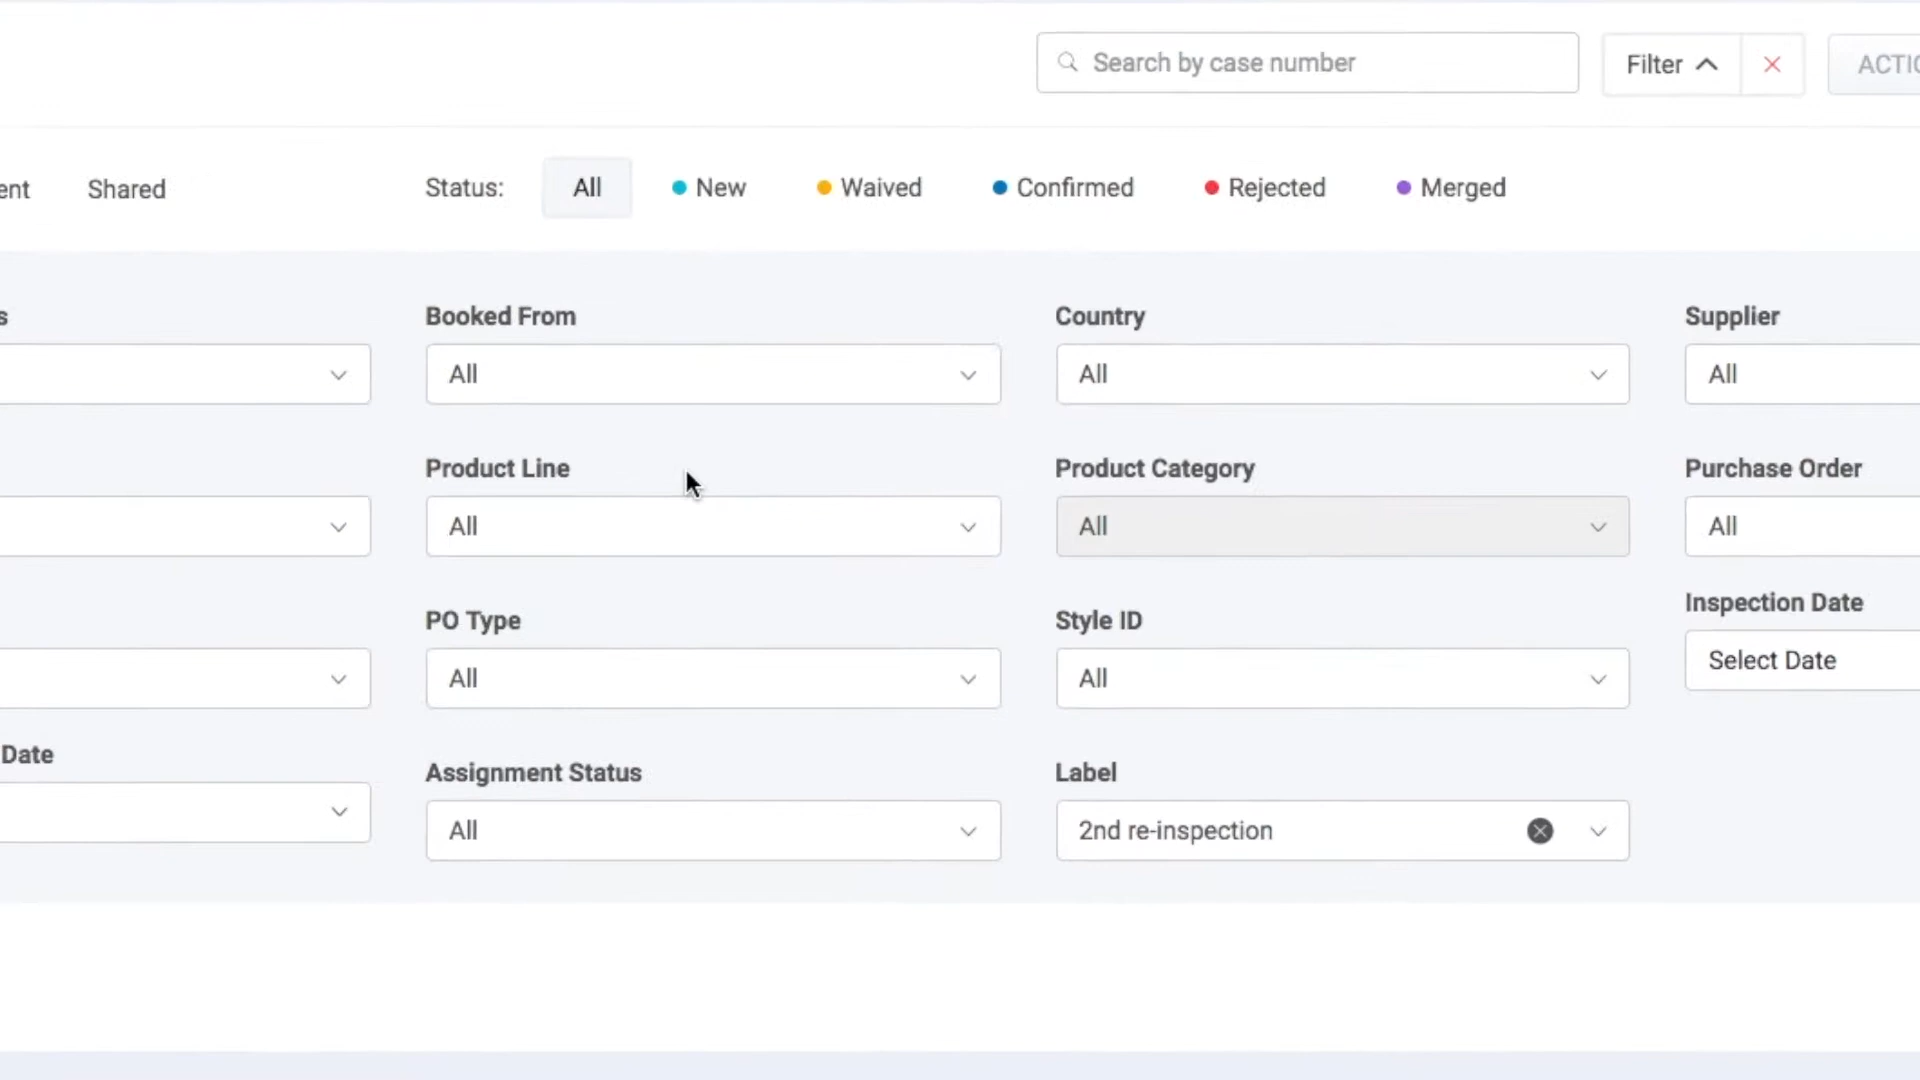 Search by case number
Filter
ACTIO
ent
Shared
Status:
All
New
Waived
Confirmed
Rejected
Merged
s
Booked From
Country
Supplier
All
All
All
Product Line
Product Category
Purchase Order
All
All
All
PO Type
Style ID
Inspection Date
All
All
Select Date
Date
Assignment Status
Label
All
2nd re-inspection